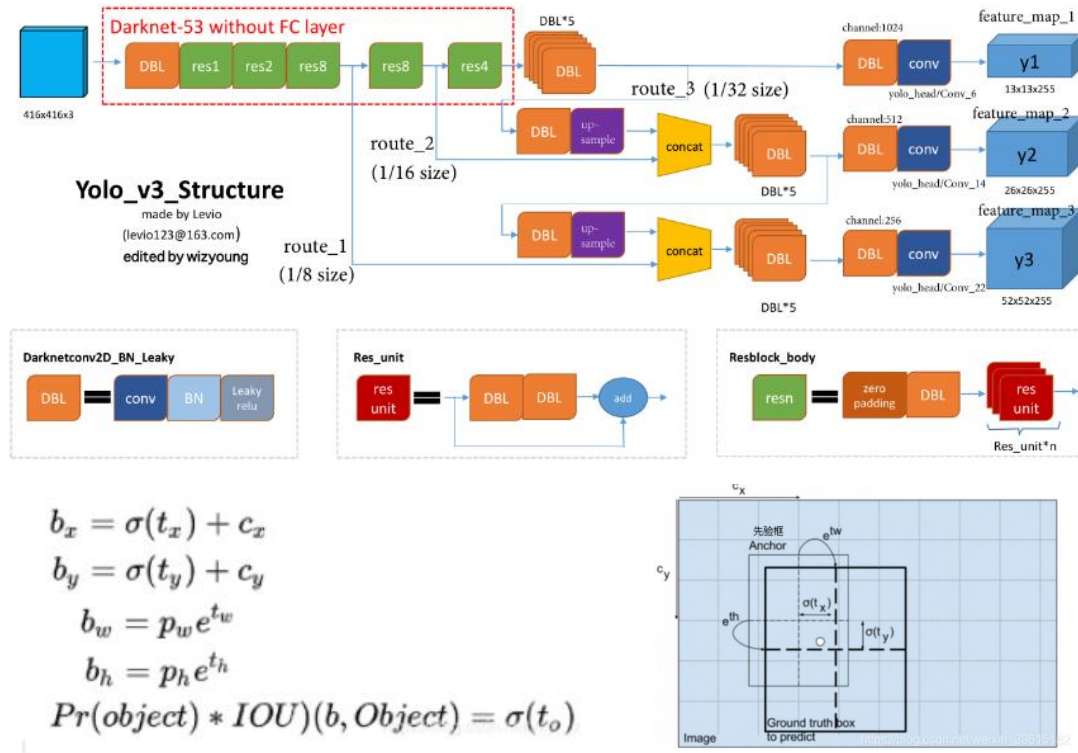 Darknet-53 without FC layer
DBL*5
channel:1024
feature_map_1
DBL res1 res2 res8 res8 res4 DBL
DBL conv y1
416x416x3
route_3 (1/32 size)
yolo_head/Conv_6
13x13x255
route_2
(1/16 size)
DBL up-sample concat DBL
DBL*5
channel:512
feature_map_2
DBL conv y2
yolo_head/Conv_14
26x26x255
Yolo_v3_Structure
made by Levio
(levio123@163.com)
edited by wizyoung
route_1
(1/8 size)
DBL up-sample concat DBL
DBL*5
channel:256
feature_map_3
DBL conv y3
yolo_head/Conv_22
52x52x255
Darknetconv2D_BN_Leaky
DBL = conv BN Leaky relu
Res_unit
res unit = DBL DBL add
Resblock_body
resn = zero padding DBL res unit
Res_unit*n
b_x = σ(t_x) + c_x
b_y = σ(t_y) + c_y
b_w = p_w e^{t_w}
b_h = p_h e^{t_h}
Pr(object) * IOU)(b, Object) = σ(t_o)
c_x
先验框
Anchor
e^tw
c_y
σ(t_x)
e^th
σ(t_y)
Ground truth box
to predict
Image